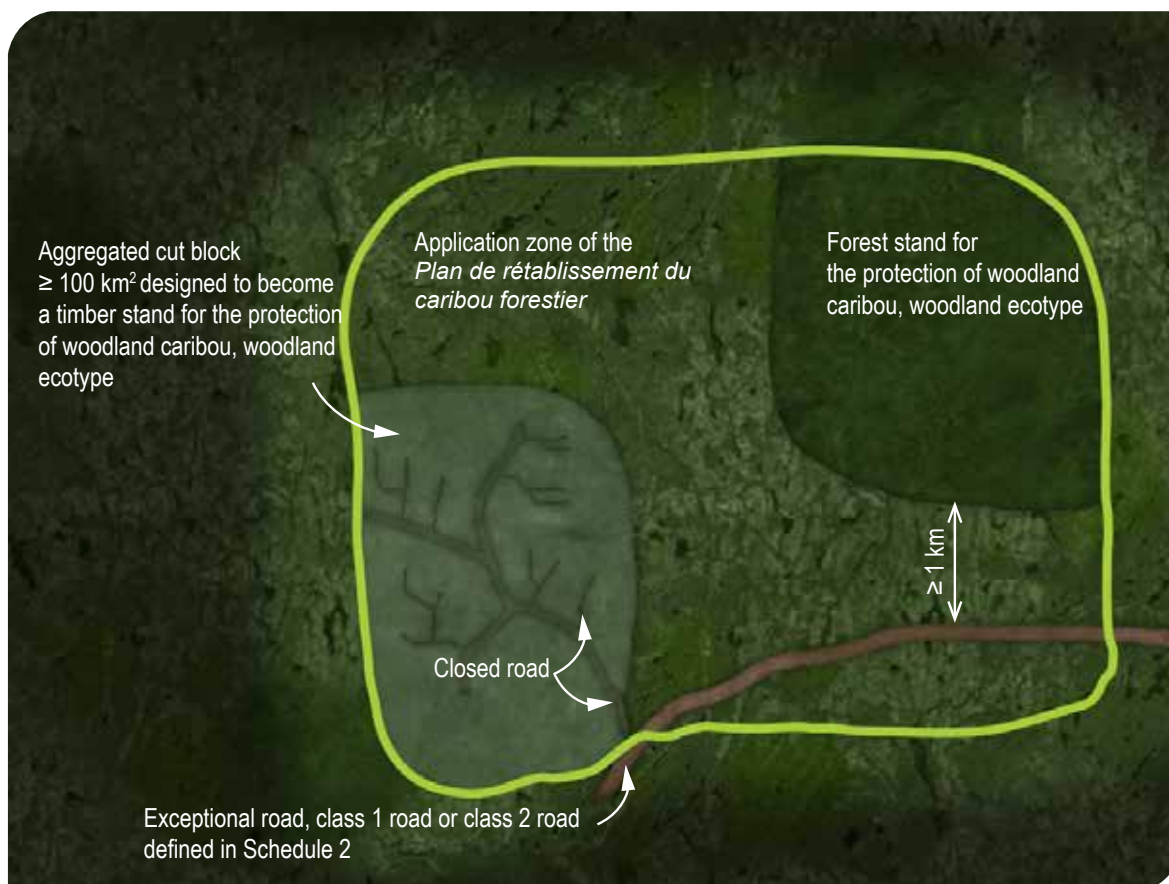 Aggregated cut block
≥ 100 km² designed to become
a timber stand for the protection
of woodland caribou, woodland
ecotype
Application zone of the
Plan de rétablissement du
caribou forestier
Forest stand for
the protection of woodland
caribou, woodland ecotype
≥ 1 km
Closed road
Exceptional road, class 1 road or class 2 road
defined in Schedule 2